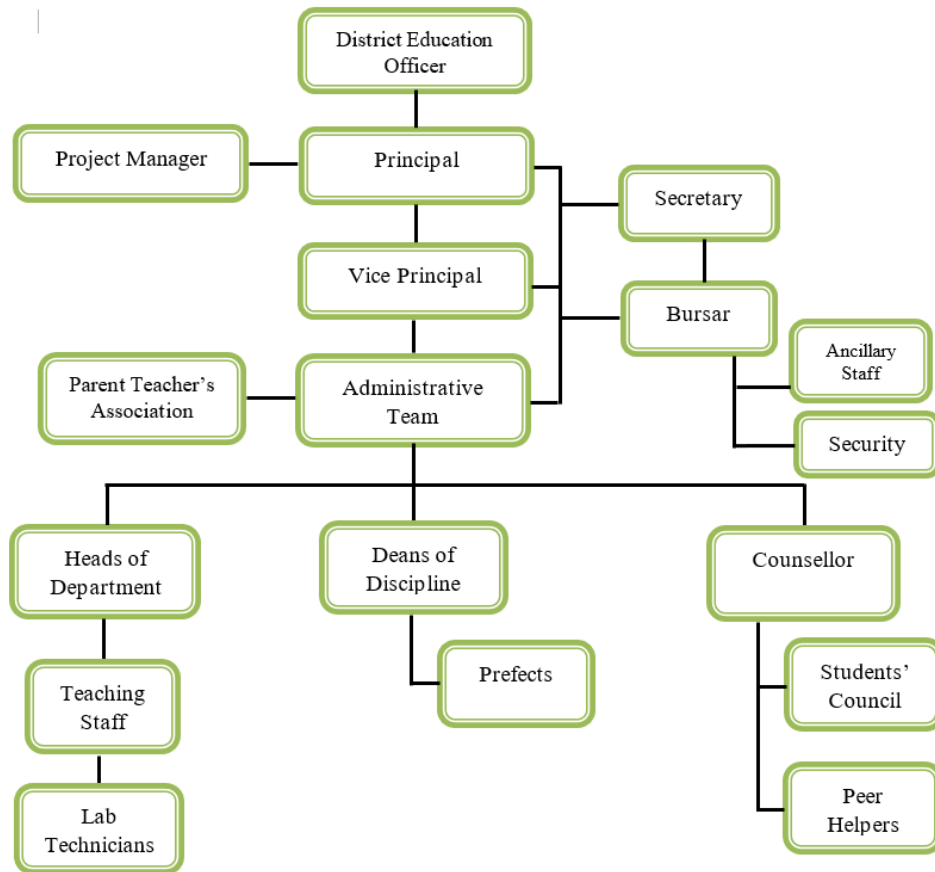 District Education
Officer
Project Manager
Principal
Secretary
Vice Principal
Bursar
Ancillary
Staff
Parent Teacher's
Association
Administrative
Team
Security
Heads of
Department
Deans of
Discipline
Counsellor
Teaching
Staff
Prefects
Students'
Council
Lab
Technicians
Peer
Helpers